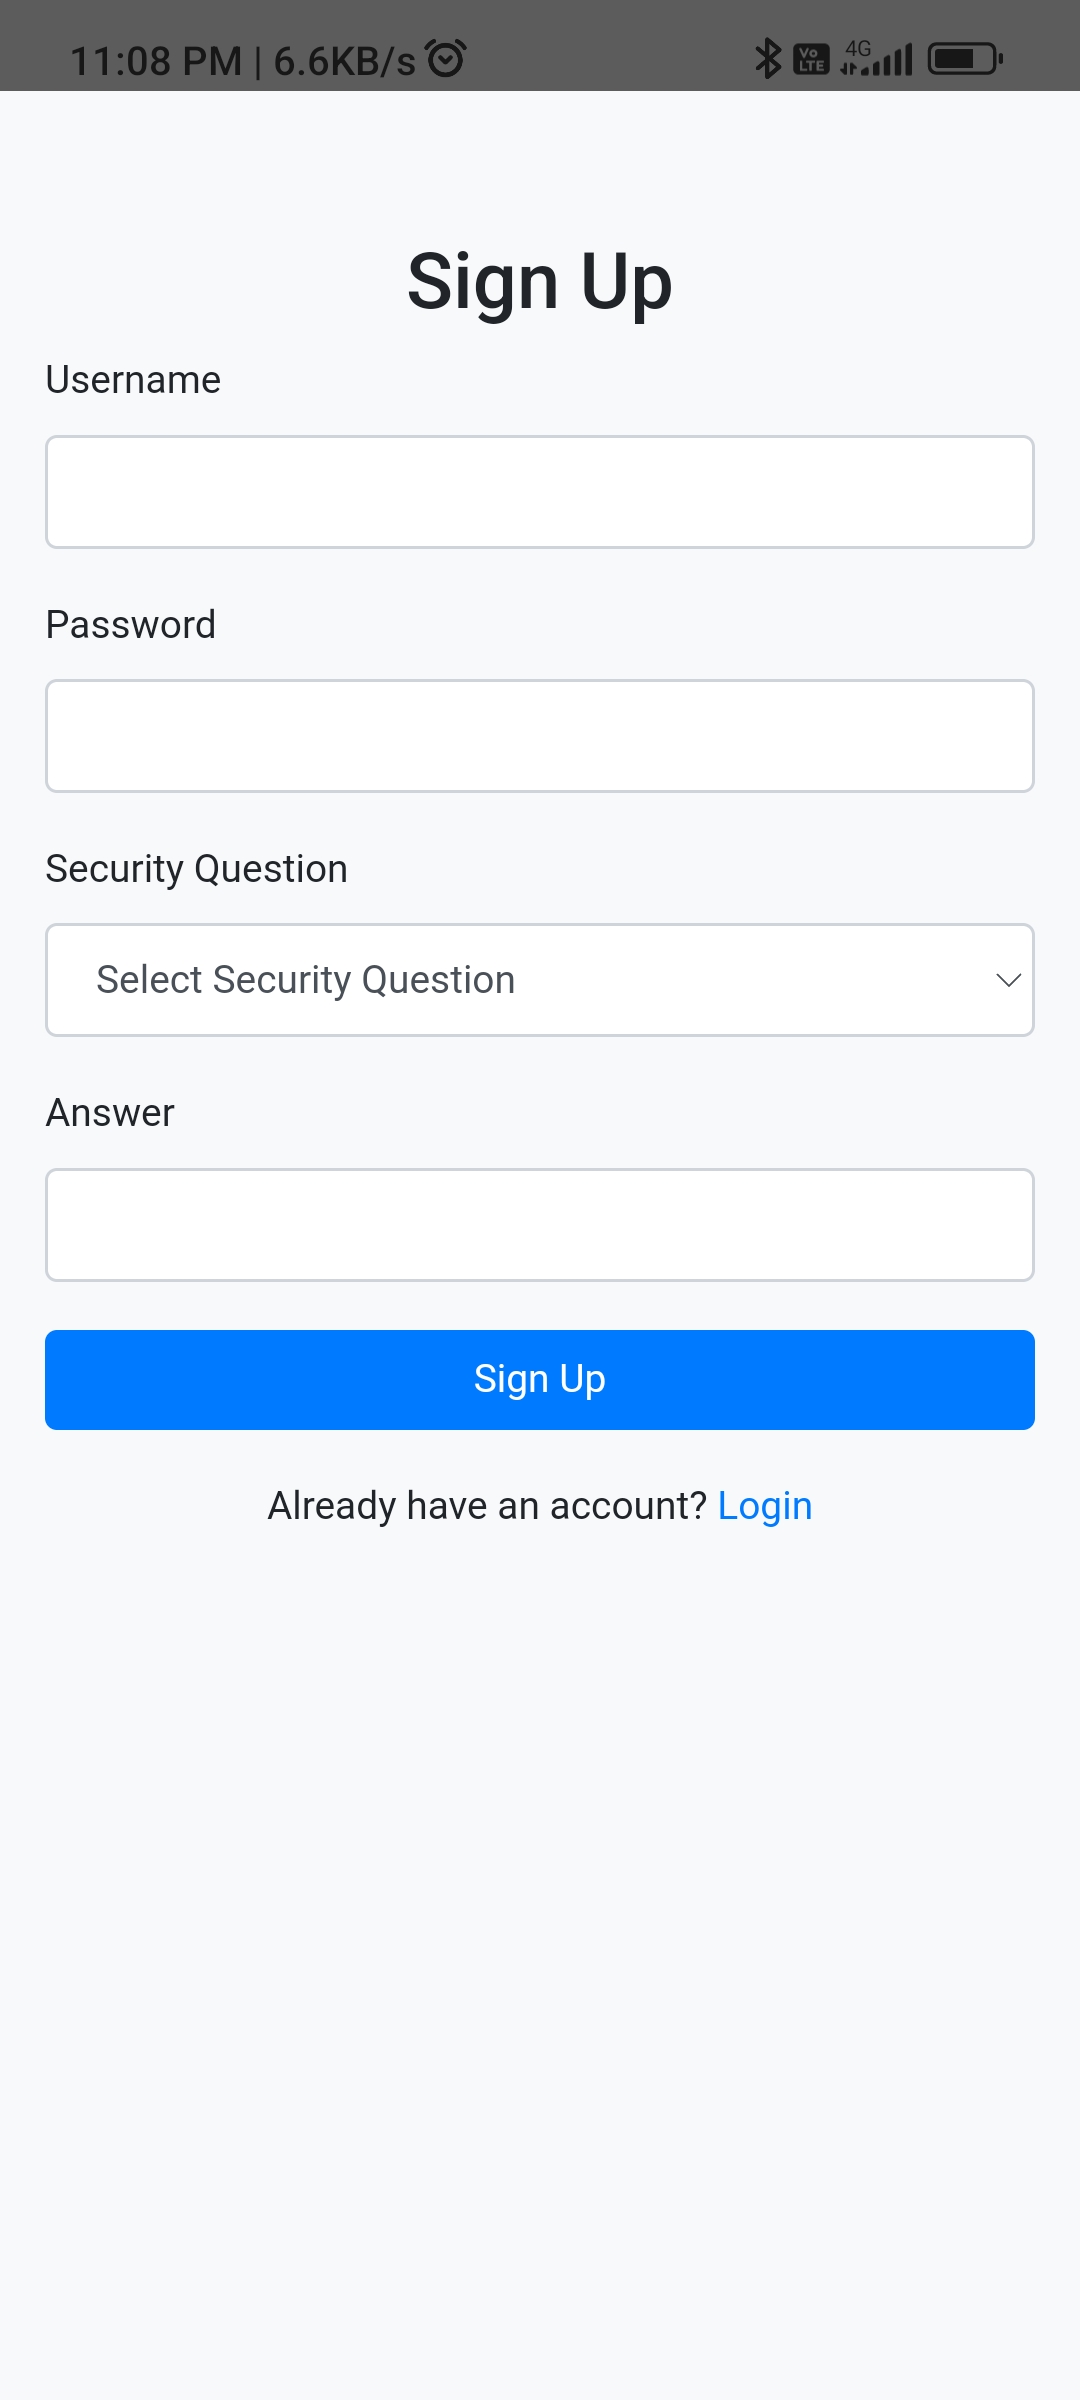 11:08 PM | 6.6KB/s Vo LTE 4G
Sign Up
Username
Password
Security Question
Select Security Question
Answer
Sign Up
Already have an account? Login